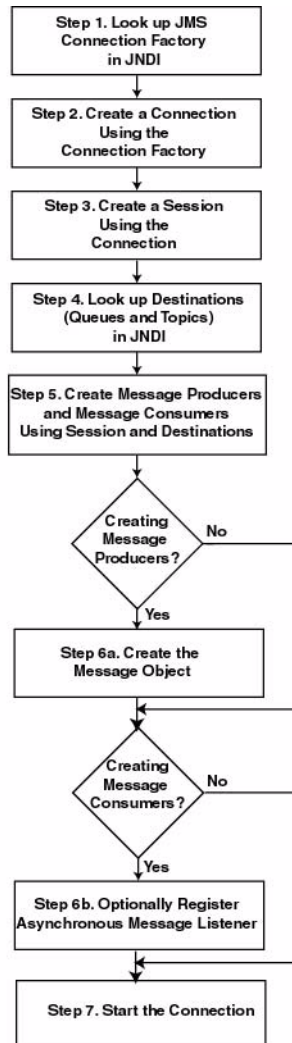 Step 1. Look up JMS
Connection Factory
in JNDI
Step 2. Create a Connection
Using the
Connection Factory
Step 3. Create a Session
Using the
Connection
Step 4. Look up Destinations
(Queues and Topics)
in JNDI
Step 5. Create Message Producers
and Message Consumers
Using Session and Destinations
Creating
Message
Producers?
No
Yes
Step 6a. Create the
Message Object
Creating
Message
Consumers?
No
Yes
Step 6b. Optionally Register
Asynchronous Message Listener
Step 7. Start the Connection